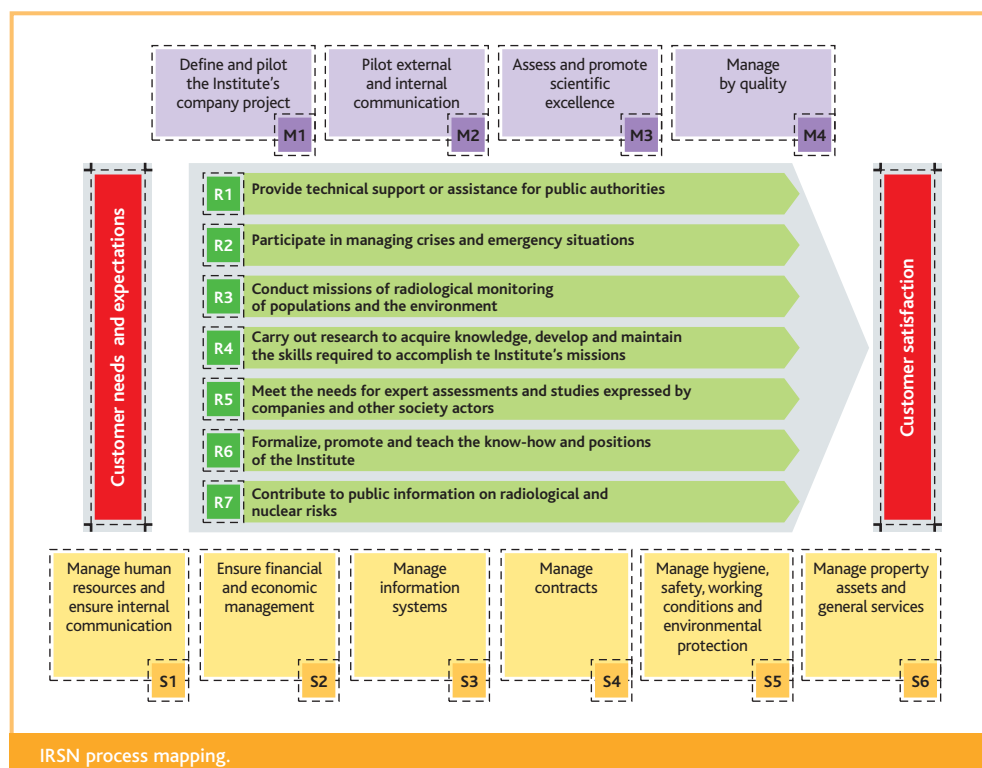 Define and pilot
the Institute's
company project
M1
Pilot external
and internal
communication
M2
Assess and promote
scientific
excellence
M3
Manage
by quality
M4
Customer needs and expectations
R1
Provide technical support or assistance for public authorities
R2
Participate in managing crises and emergency situations
R3
Conduct missions of radiological monitoring
of populations and the environment
R4
Carry out research to acquire knowledge, develop and maintain
the skills required to accomplish te Institute's missions
R5
Meet the needs for expert assessments and studies expressed by
companies and other society actors
R6
Formalize, promote and teach the know-how and positions
of the Institute
R7
Contribute to public information on radiological and
nuclear risks
Customer satisfaction
Manage human
resources and
ensure internal
communication
S1
Ensure financial
and economic
management
S2
Manage
information
systems
S3
Manage
contracts
S4
Manage hygiene,
safety, working
conditions and
environmental
protection
S5
Manage property
assets and
general services
S6
IRSN process mapping.